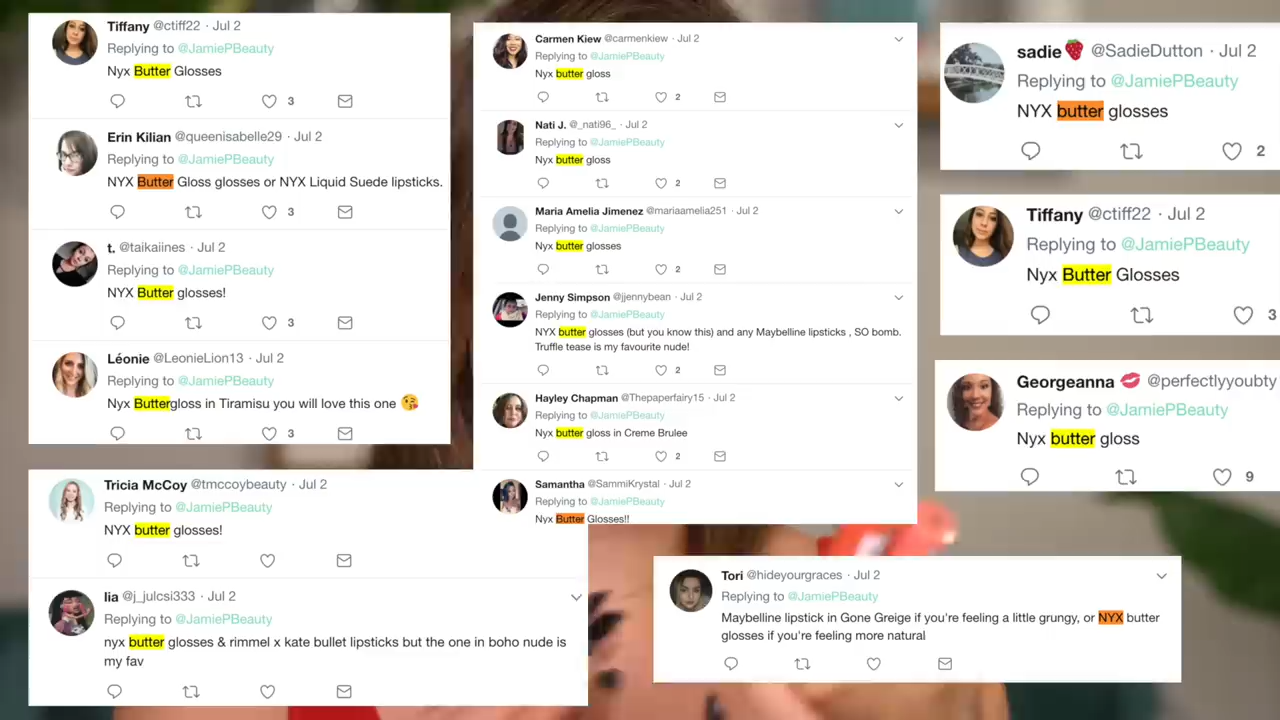 Tiffany @ctiff22 · Jul 2
Replying to @JamiePBeauty
Nyx Butter Glosses
3
Erin Kilian @queenisabelle29 · Jul 2
Replying to @JamiePBeauty
NYX Butter Gloss glosses or NYX Liquid Suede lipsticks.
3
t. @taikaiines · Jul 2
Replying to @JamiePBeauty
NYX Butter glosses!
3
Léonie @LeonieLion13 · Jul 2
Replying to @JamiePBeauty
Nyx Buttergloss in Tiramisu you will love this one 😘
3
Tricia McCoy @tmccoybeauty · Jul 2
Replying to @JamiePBeauty
NYX butter glosses!
lia @j_julcsi333 · Jul 2
Replying to @JamiePBeauty
nyx butter glosses & rimmel x kate bullet lipsticks but the one in boho nude is
my fav
Carmen Kiew @carmenkiew · Jul 2
Replying to @JamiePBeauty
Nyx butter gloss
2
Nati J. @_nati96_ · Jul 2
Replying to @JamiePBeauty
Nyx butter gloss
2
Maria Amelia Jimenez @mariaamelia251 · Jul 2
Replying to @JamiePBeauty
Nyx butter glosses
2
Jenny Simpson @jjennybean · Jul 2
Replying to @JamiePBeauty
NYX butter glosses (but you know this) and any Maybelline lipsticks , SO bomb.
Truffle tease is my favourite nude!
2
Hayley Chapman @Thepaperfairy15 · Jul 2
Replying to @JamiePBeauty
Nyx butter gloss in Creme Brulee
2
Samantha @SammiKrystal · Jul 2
Replying to @JamiePBeauty
Nyx Butter Glosses!!
sadie🍓 @SadieDutton · Jul 2
Replying to @JamiePBeauty
NYX butter glosses
2
Tiffany @ctiff22 · Jul 2
Replying to @JamiePBeauty
Nyx Butter Glosses
3
Georgeanna 💋 @perfectlyyoubty
Replying to @JamiePBeauty
Nyx butter gloss
9
Tori @hideyourgraces · Jul 2
Replying to @JamiePBeauty
Maybelline lipstick in Gone Greige if you're feeling a little grungy, or NYX butter
glosses if you're feeling more natural